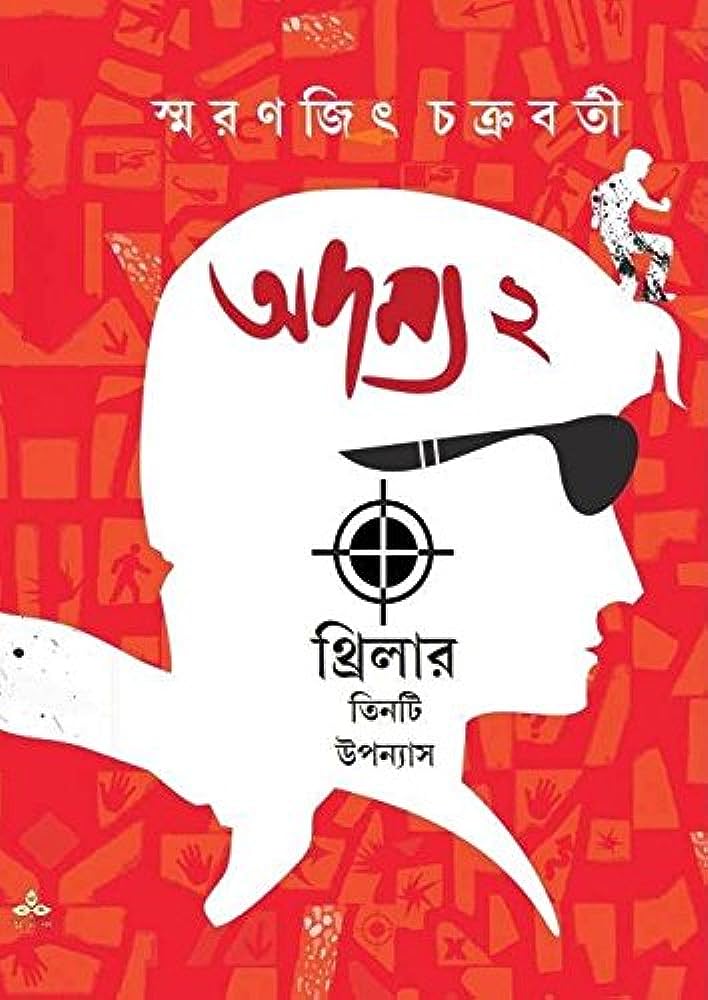 স্মরণজিৎ চক্রবর্তী
অদম্য ২
থ্রিলার
তিনটি
উপন্যাস